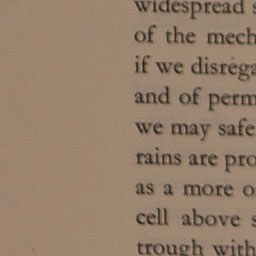 widespread
of the mech
if we disrega
and of perm
we may safe
rains are pro
as a more o
cell above s
trough with